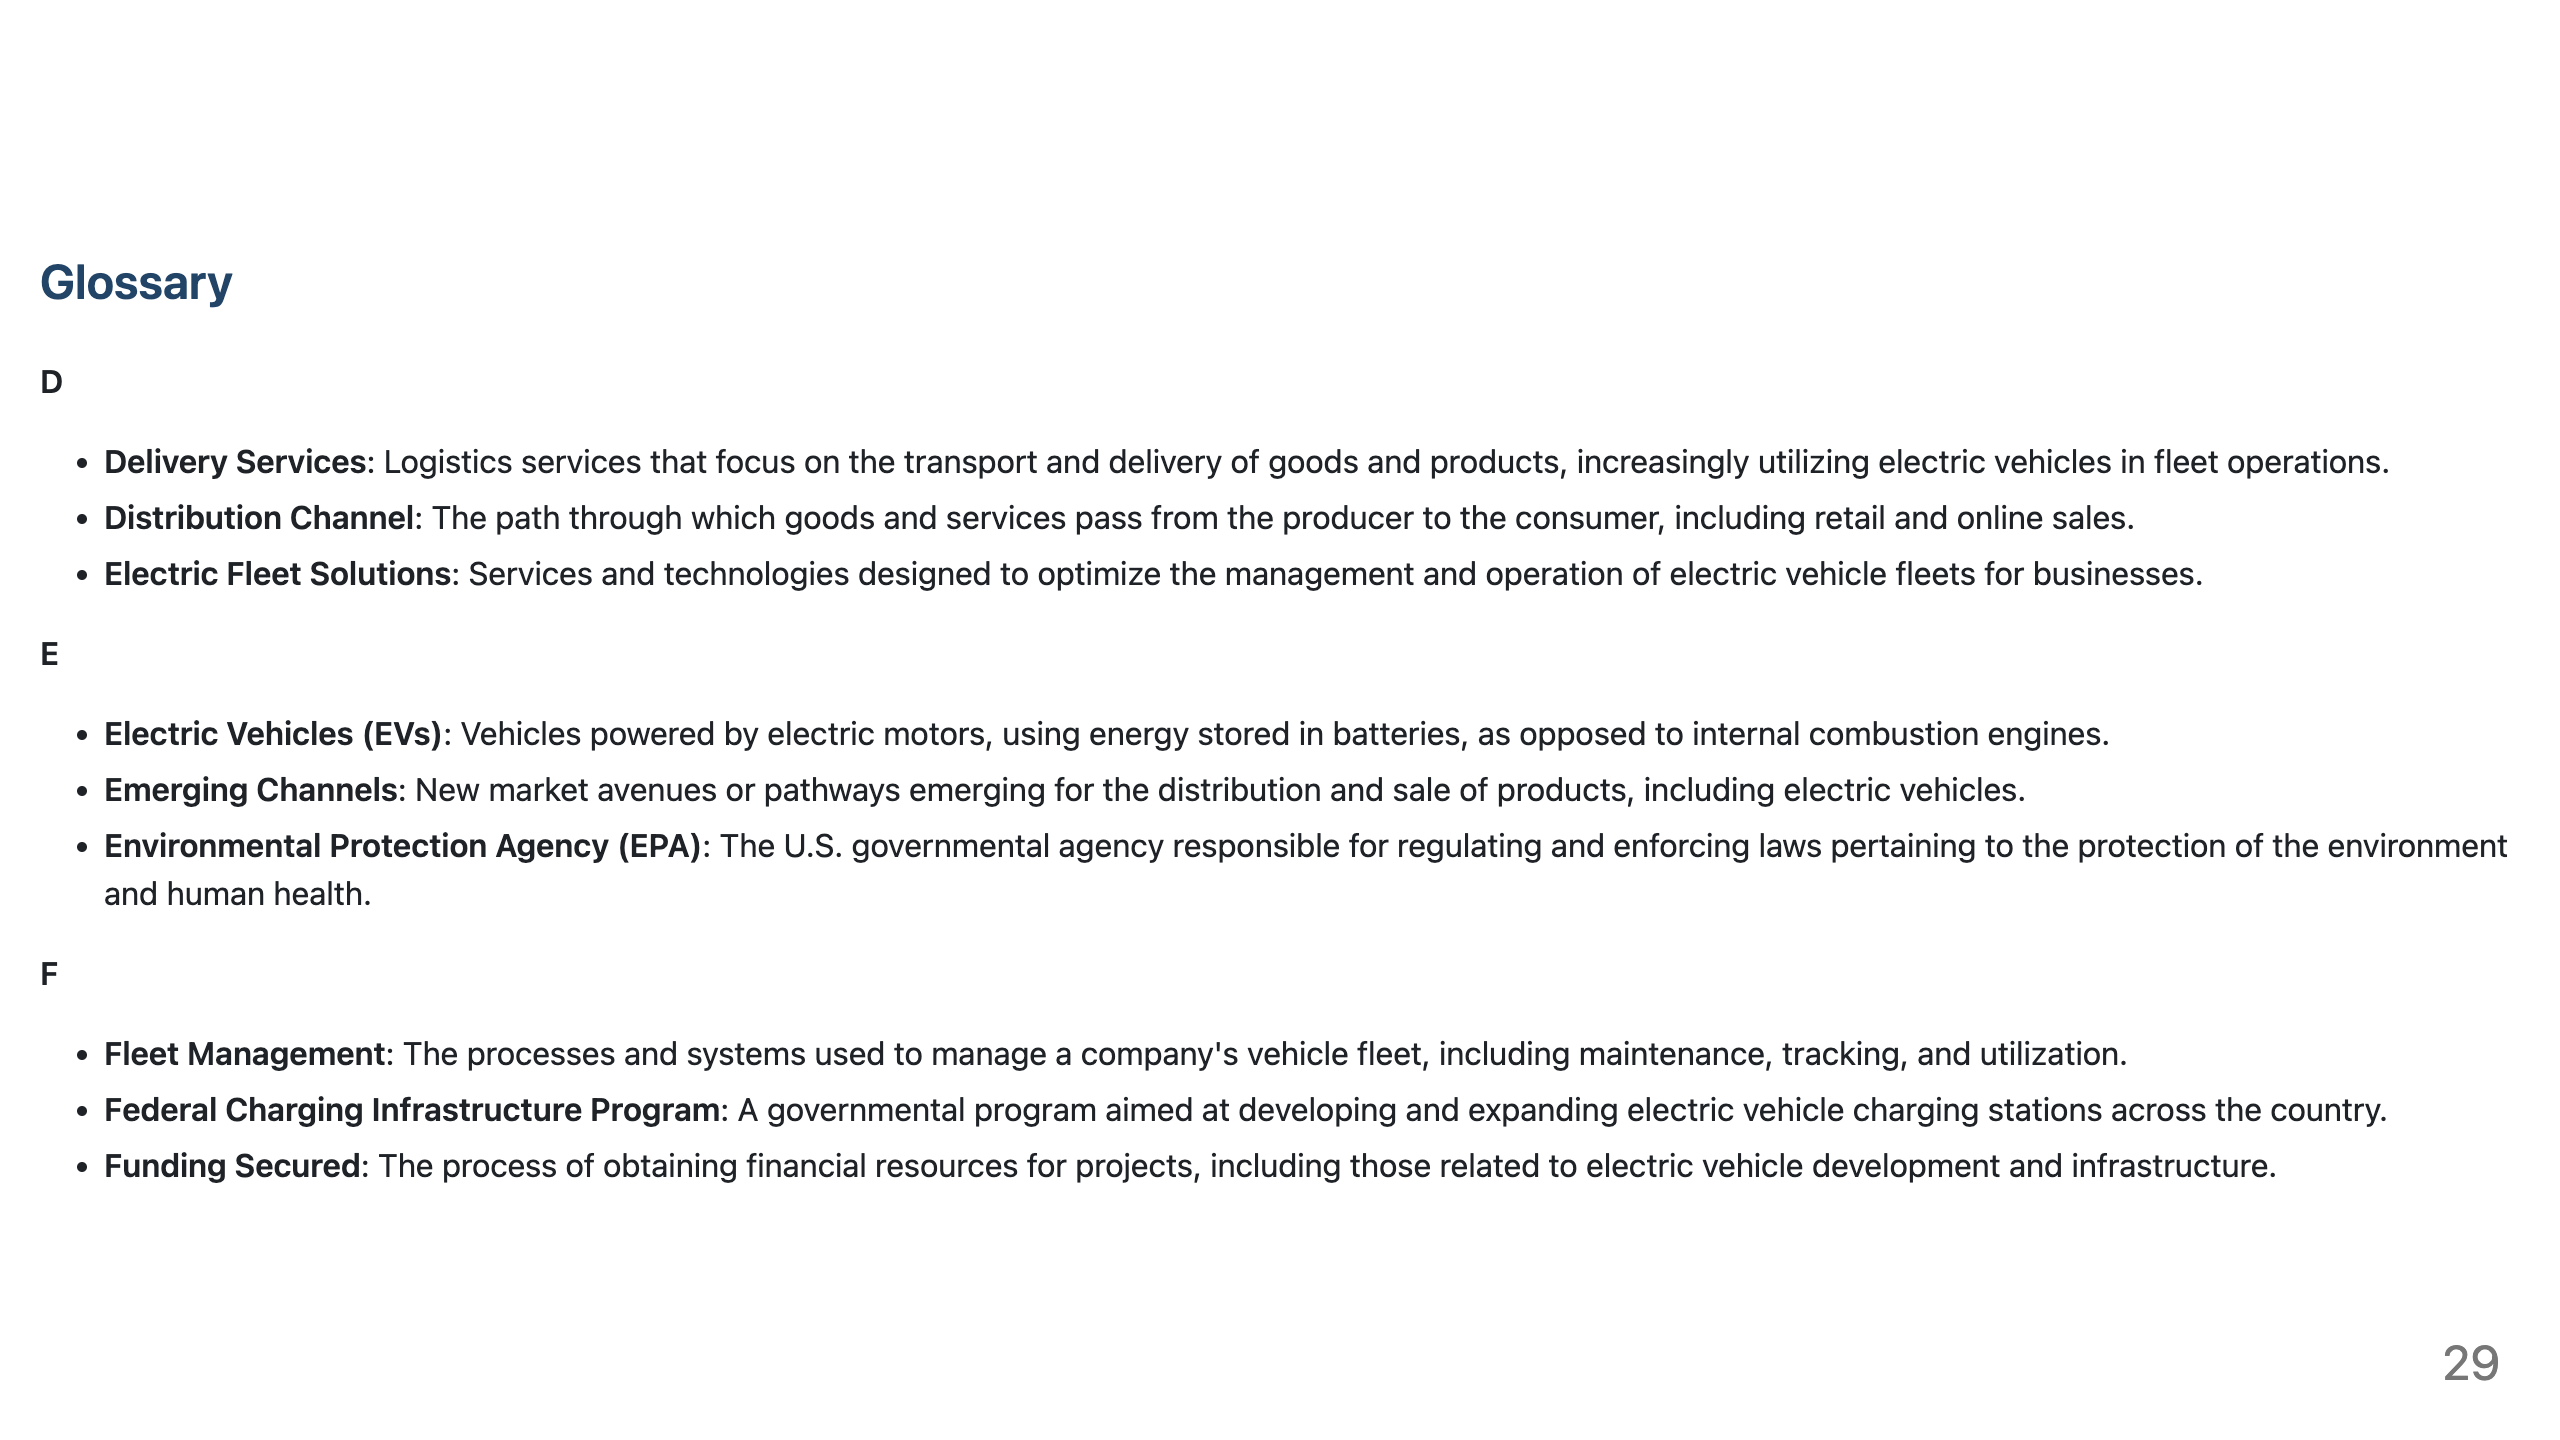 Glossary
D
• Delivery Services: Logistics services that focus on the transport and delivery of goods and products, increasingly utilizing electric vehicles in fleet operations.
• Distribution Channel: The path through which goods and services pass from the producer to the consumer, including retail and online sales.
• Electric Fleet Solutions: Services and technologies designed to optimize the management and operation of electric vehicle fleets for businesses.
E
• Electric Vehicles (EVs): Vehicles powered by electric motors, using energy stored in batteries, as opposed to internal combustion engines.
• Emerging Channels: New market avenues or pathways emerging for the distribution and sale of products, including electric vehicles.
• Environmental Protection Agency (EPA): The U.S. governmental agency responsible for regulating and enforcing laws pertaining to the protection of the environment
and human health.
F
• Fleet Management: The processes and systems used to manage a company's vehicle fleet, including maintenance, tracking, and utilization.
• Federal Charging Infrastructure Program: A governmental program aimed at developing and expanding electric vehicle charging stations across the country.
• Funding Secured: The process of obtaining financial resources for projects, including those related to electric vehicle development and infrastructure.
29